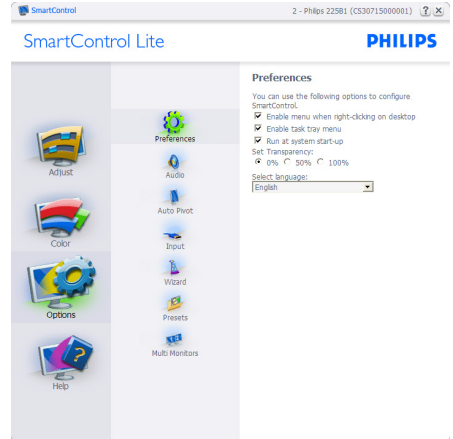 SmartControl
2 - Philips 225B1 (CS30715000001)
SmartControl Lite
PHILIPS
Adjust
Color
Options
Help
Preferences
Audio
Auto Pivot
Input
Wizard
Presets
Multi Monitors
Preferences
You can use the following options to configure
SmartControl.
Enable menu when right-clicking on desktop
Enable task tray menu
Run at system start-up
Set Transparency:
0% 50% 100%
Select language:
English